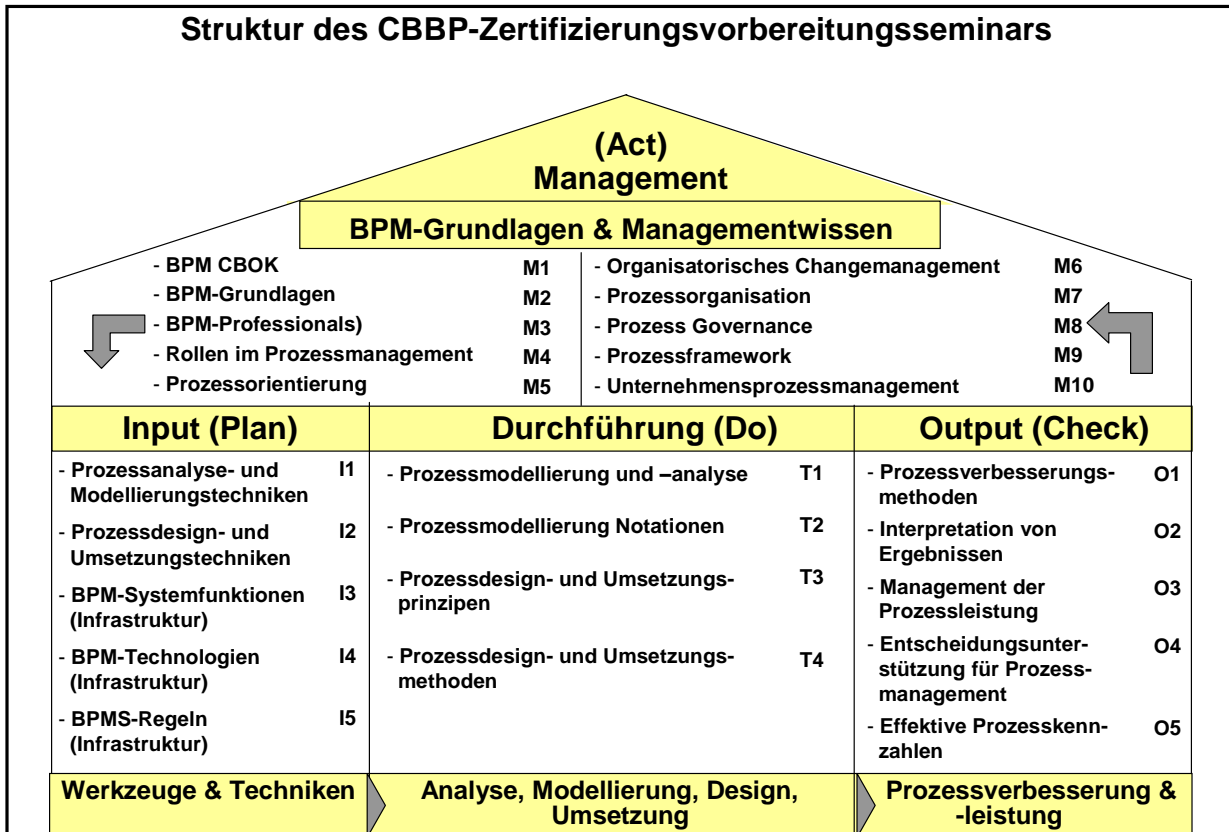 Struktur des CBBP-Zertifizierungsvorbereitungsseminars
(Act)
Management
BPM-Grundlagen & Managementwissen
- BPM CBOK M1
- BPM-Grundlagen M2
- BPM-Professionals) M3
- Rollen im Prozessmanagement M4
- Prozessorientierung M5
- Organisatorisches Changemanagement M6
- Prozessorganisation M7
- Prozess Governance M8
- Prozessframework M9
- Unternehmensprozessmanagement M10
Input (Plan)
- Prozessanalyse- und I1
Modellierungstechniken
- Prozessdesign- und I2
Umsetzungstechniken
- BPM-Systemfunktionen I3
(Infrastruktur)
- BPM-Technologien I4
(Infrastruktur)
- BPMS-Regeln I5
(Infrastruktur)
Werkzeuge & Techniken
Durchführung (Do)
- Prozessmodellierung und –analyse T1
- Prozessmodellierung Notationen T2
- Prozessdesign- und Umsetzungs- T3
prinzipen
- Prozessdesign- und Umsetzungs- T4
methoden
Analyse, Modellierung, Design,
Umsetzung
Output (Check)
- Prozessverbesserungs- O1
methoden
- Interpretation von O2
Ergebnissen
- Management der O3
Prozessleistung
- Entscheidungsunter- O4
stützung für Prozess-
management
- Effektive Prozesskenn- O5
zahlen
Prozessverbesserung &
-leistung